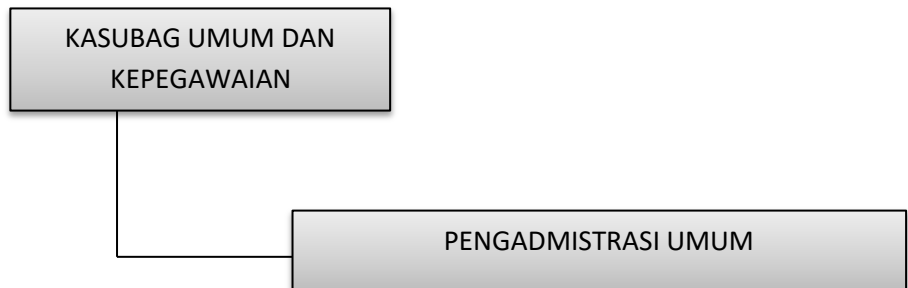 KASUBAG UMUM DAN
KEPEGAWAIAN
PENGADMISTRASI UMUM